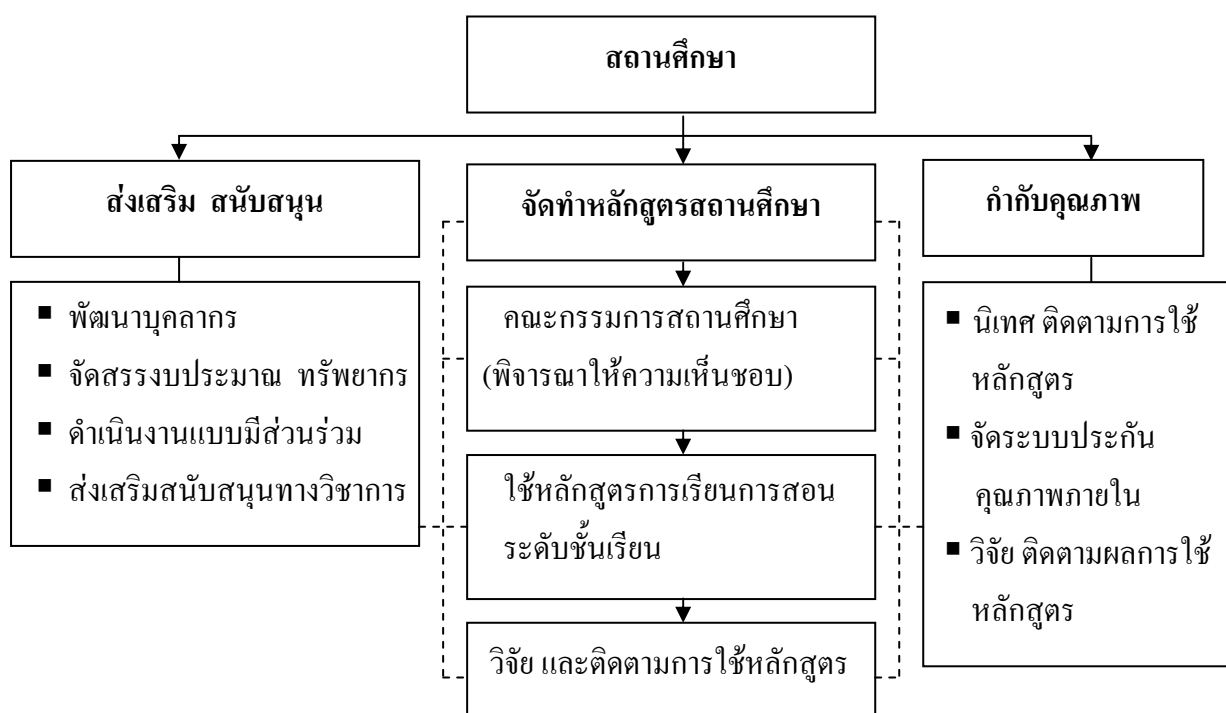 สถานศึกษา
ส่งเสริม สนับสนุน
■ พัฒนาบุคลากร
■ จัดสรรงบประมาณ ทรัพยากร
■ ดำเนินงานแบบมีส่วนร่วม
■ ส่งเสริมสนับสนุนทางวิชาการ
จัดทำหลักสูตรสถานศึกษา
คณะกรรมการสถานศึกษา
(พิจารณาให้ความเห็นชอบ)
ใช้หลักสูตรการเรียนการสอน
ระดับชั้นเรียน
วิจัย และติดตามการใช้หลักสูตร
กำกับคุณภาพ
■ นิเทศ ติดตามการใช้
หลักสูตร
■ จัดระบบประกัน
คุณภาพภายใน
■ วิจัย ติดตามผลการใช้
หลักสูตร